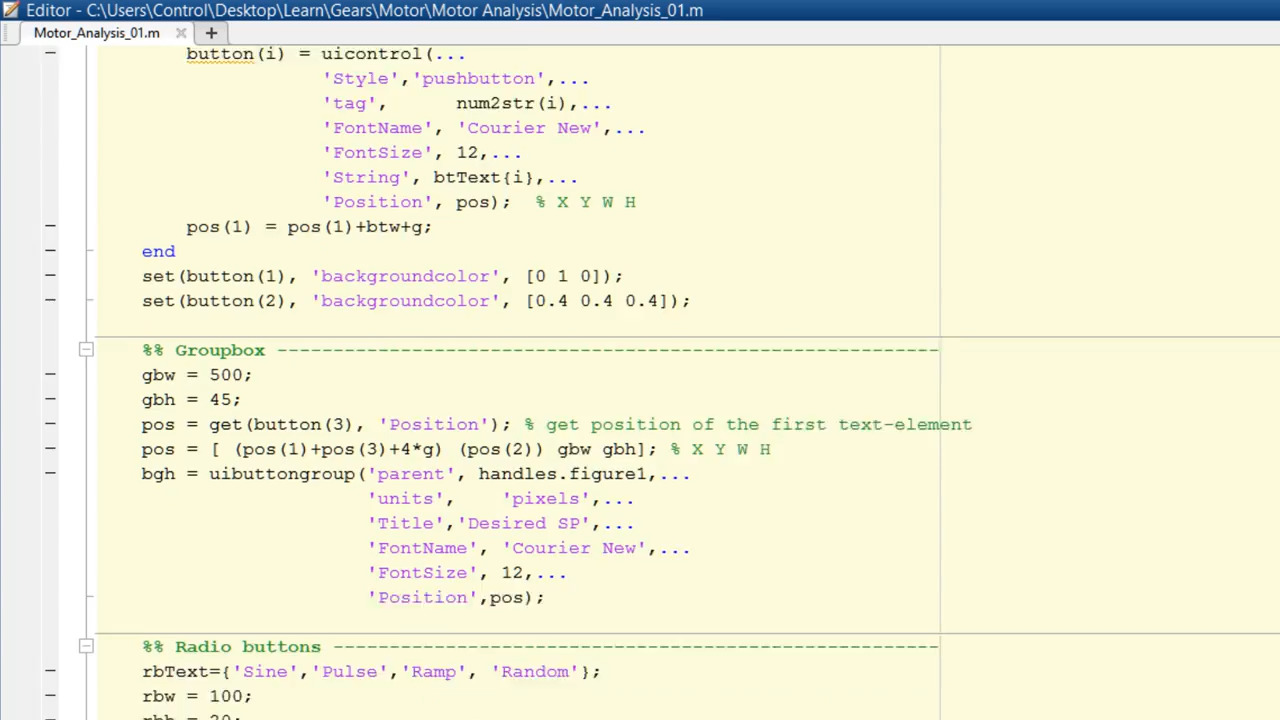 Editor - C:\Users\Control\Desktop\Learn\Gears\Motor\Motor Analysis\Motor_Analysis_01.m
Motor_Analysis_01.m
button(i) = uicontrol(...
'Style','pushbutton',...
'tag',      num2str(i),...
'FontName', 'Courier New',...
'FontSize', 12,...
'String', btText{i},...
'Position', pos);  % X Y W H
pos(1) = pos(1)+btw+g;
end
set(button(1), 'backgroundcolor', [0 1 0]);
set(button(2), 'backgroundcolor', [0.4 0.4 0.4]);
%% Groupbox -----------------------------------------------------------
gbw = 500;
gbh = 45;
pos = get(button(3), 'Position'); % get position of the first text-element
pos = [ (pos(1)+pos(3)+4*g) (pos(2)) gbw gbh]; % X Y W H
bgh = uibuttongroup('parent', handles.figure1,...
'units',    'pixels',...
'Title','Desired SP',...
'FontName', 'Courier New',...
'FontSize', 12,...
'Position',pos);
%% Radio buttons ------------------------------------------------------
rbText={'Sine','Pulse','Ramp', 'Random'};
rbw = 100;
rbh = 20;